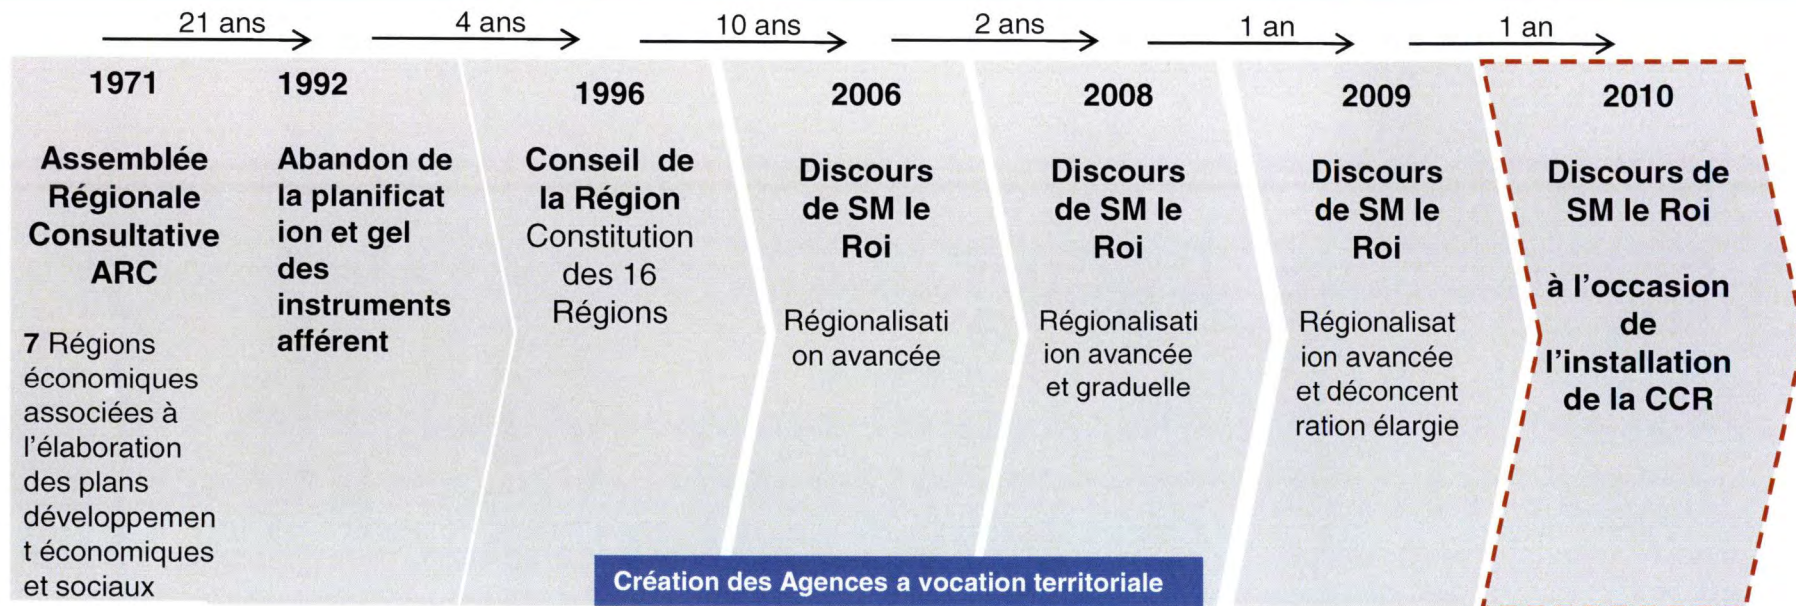 21 ans
4 ans
10 ans
2 ans
1 an
1 an
1971
Assemblée
Régionale
Consultative
ARC
7 Régions
économiques
associées à
l'élaboration
des plans
développemen
t économiques
et sociaux
1992
Abandon de
la planificat
ion et gel
des
instruments
afférent
1996
Conseil de
la Région
Constitution
des 16
Régions
2006
Discours
de SM le
Roi
Régionalisati
on avancée
2008
Discours
de SM le
Roi
Régionalisati
ion avancée
et graduelle
2009
Discours
de SM le
Roi
Régionalisat
ion avancée
et déconcent
ration élargie
2010
Discours de
SM le Roi
à l'occasion
de
l'installation
de la CCR
Création des Agences a vocation territoriale